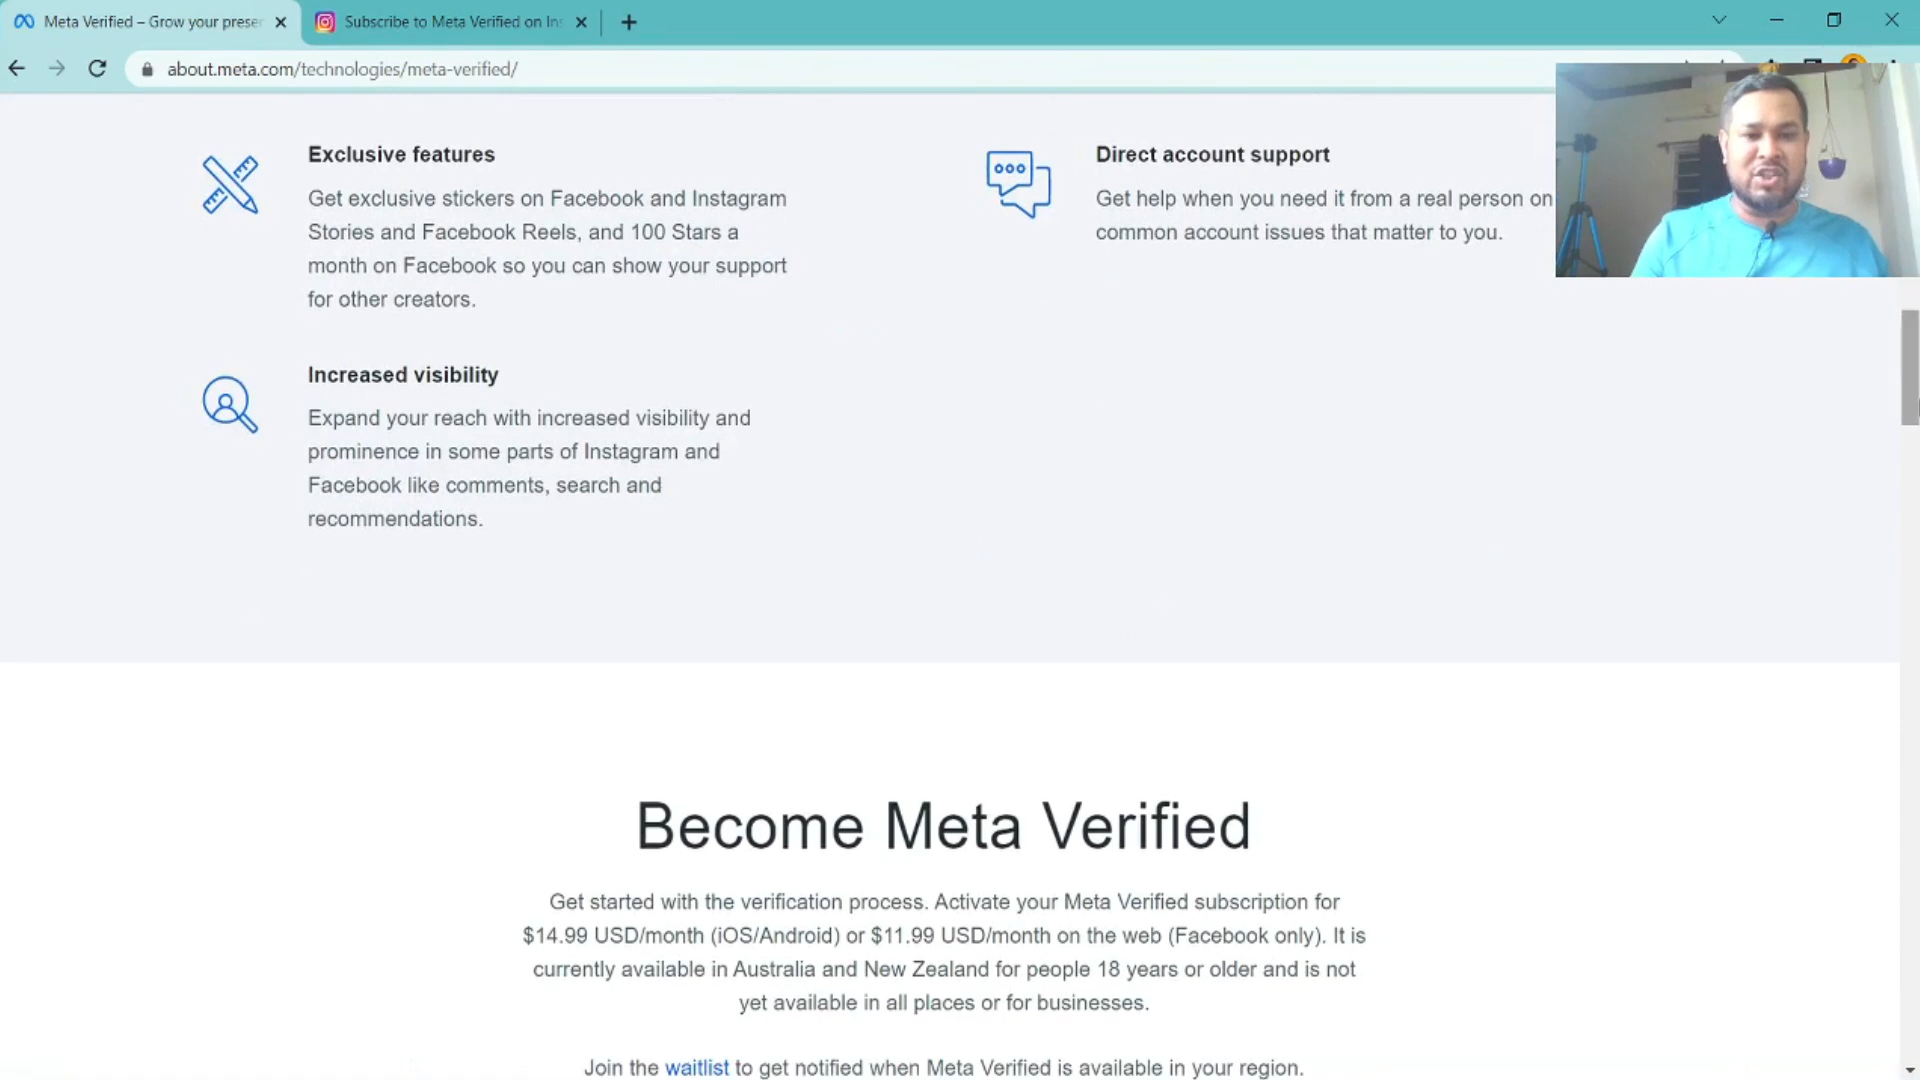 Meta Verified – Grow your prese
Subscribe to Meta Verified on In
about.meta.com/technologies/meta-verified/
Exclusive features
Get exclusive stickers on Facebook and Instagram
Stories and Facebook Reels, and 100 Stars a
month on Facebook so you can show your support
for other creators.
Direct account support
Get help when you need it from a real person on
common account issues that matter to you.
Increased visibility
Expand your reach with increased visibility and
prominence in some parts of Instagram and
Facebook like comments, search and
recommendations.
Become Meta Verified
Get started with the verification process. Activate your Meta Verified subscription for
$14.99 USD/month (iOS/Android) or $11.99 USD/month on the web (Facebook only). It is
currently available in Australia and New Zealand for people 18 years or older and is not
yet available in all places or for businesses.
Join the waitlist to get notified when Meta Verified is available in your region.